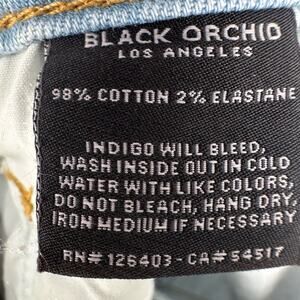 BLACK ORCHID
LOS ANGELES
98% COTTON 2% ELASTANE
INDIGO WILL BLEED,
WASH INSIDE OUT IN COLD
WATER WITH LIKE COLORS,
DO NOT BLEACH, HANG DRY,
IRON MEDIUM IF NECESSARY
RN# 126403 - CA# 54517